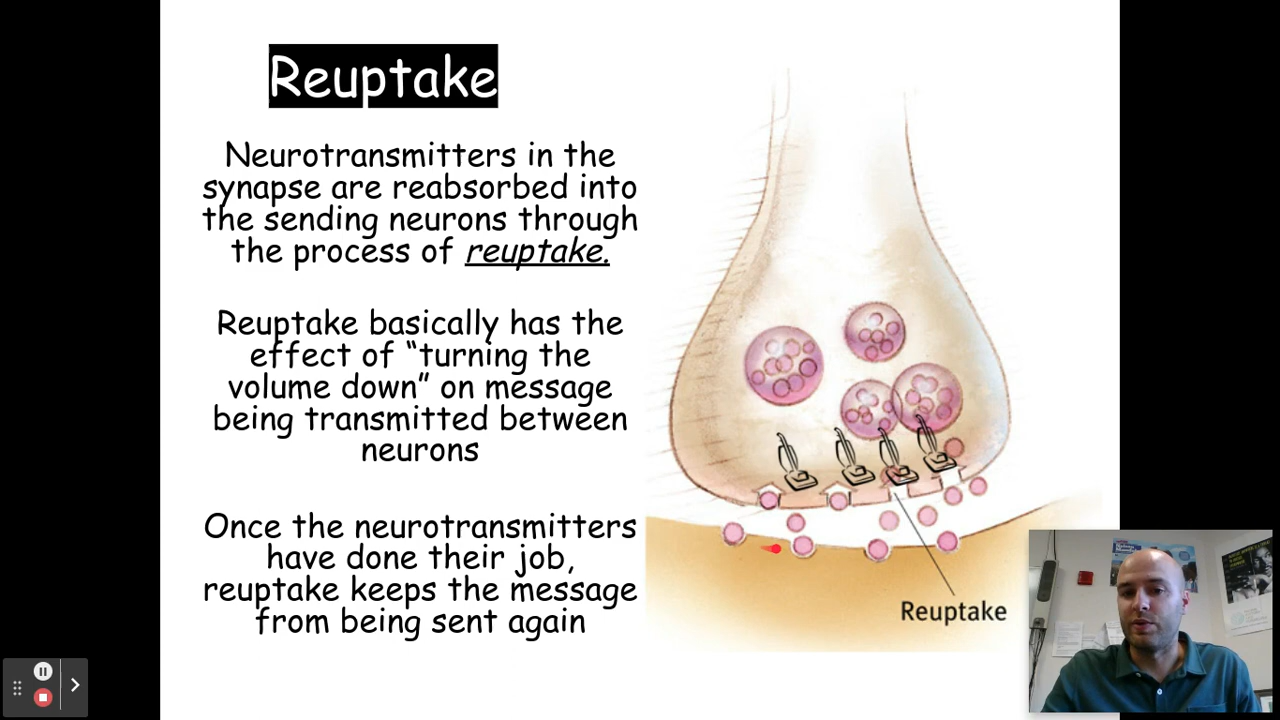 Reuptake
Neurotransmitters in the
synapse are reabsorbed into
the sending neurons through
the process of reuptake.
Reuptake basically has the
effect of “turning the
volume down” on message
being transmitted between
neurons
Once the neurotransmitters
have done their job,
reuptake keeps the message
from being sent again
Reuptake